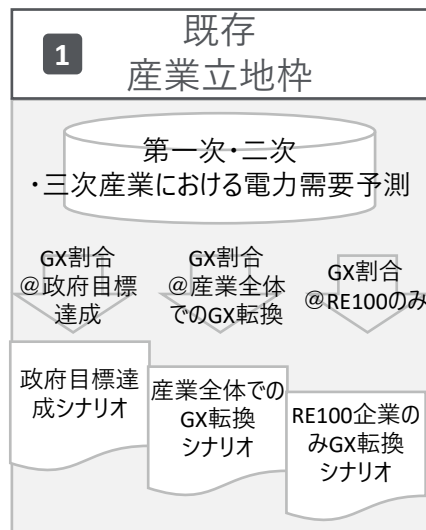 1
既存
産業立地枠
第一次・二次
・三次産業における電力需要予測
GX割合
@政府目標
達成
GX割合
@産業全体
でのGX転換
GX割合
@RE100のみ
政府目標達
成シナリオ
産業全体での
GX転換
シナリオ
RE100企業の
みGX転換
シナリオ